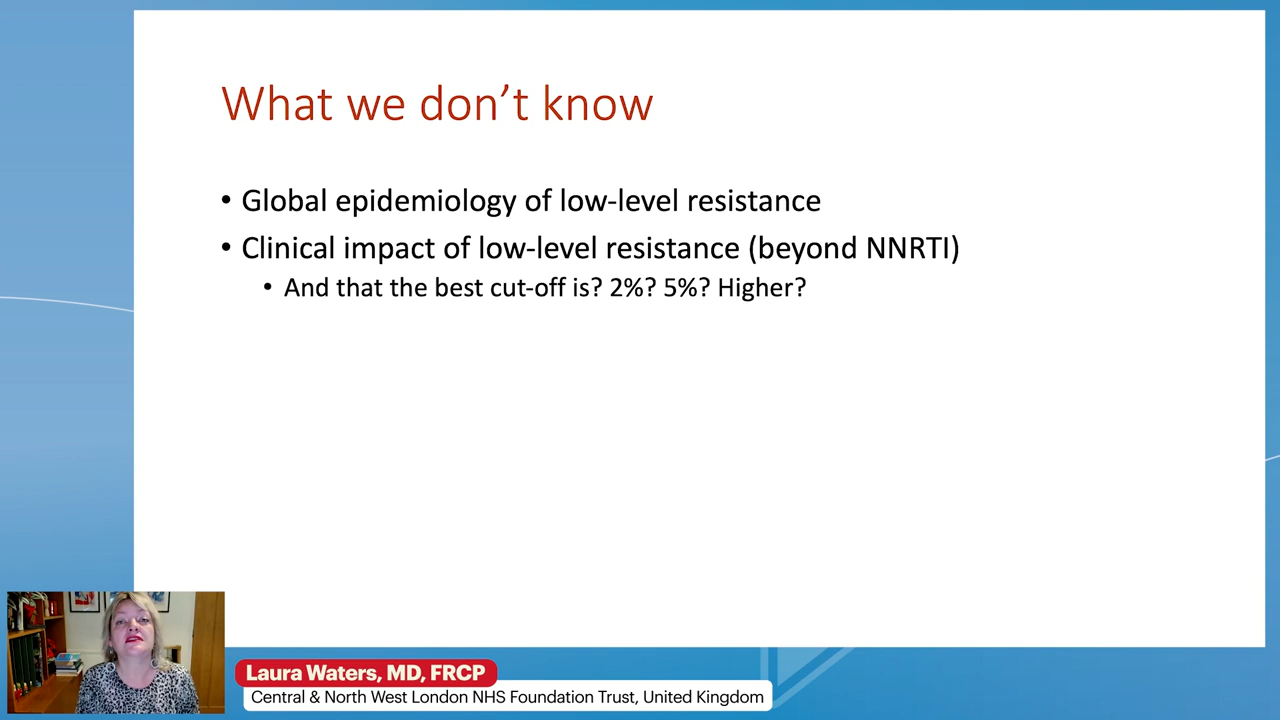 What we don’t know
• Global epidemiology of low-level resistance
• Clinical impact of low-level resistance (beyond NNRTI)
• And that the best cut-off is? 2%? 5%? Higher?
Laura Waters, MD, FRCP
Central & North West London NHS Foundation Trust, United Kingdom